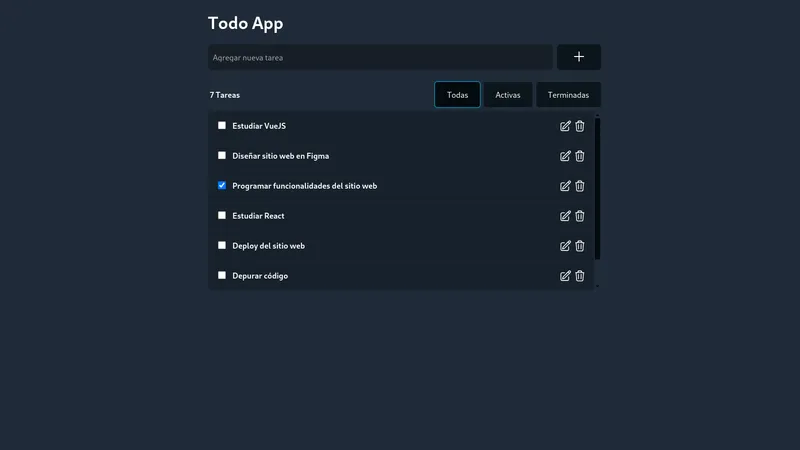 Todo App
Agregar nueva tarea
7 Tareas
Todas
Activas
Terminadas
Estudiar VueJS
Diseñar sitio web en Figma
Programar funcionalidades del sitio web
Estudiar React
Deploy del sitio web
Depurar código